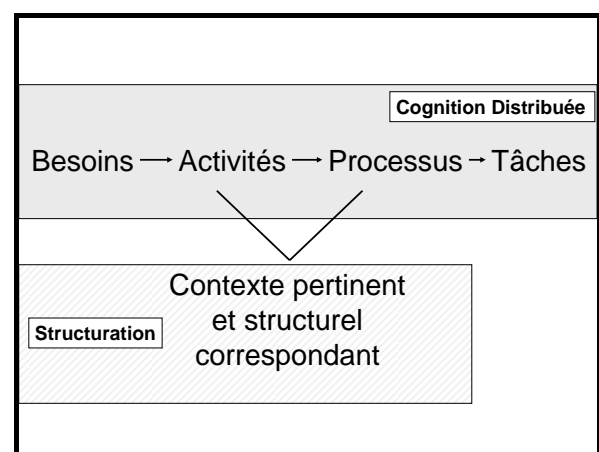 Cognition Distribuée
Besoins → Activités → Processus → Tâches
Contexte pertinent
et structurel
correspondant
Structuration